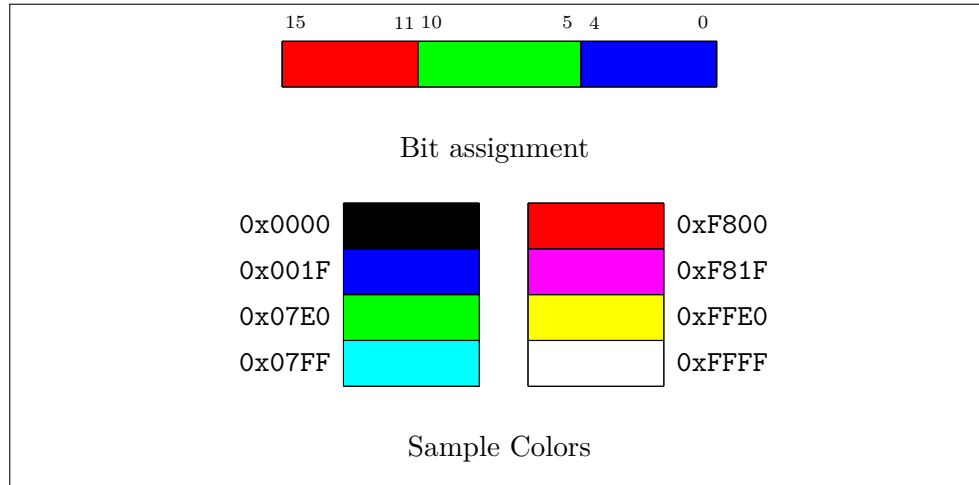 15 11 10 5 4 0
Bit assignment
0x0000 0xF800
0x001F 0xF81F
0x07E0 0xFFE0
0x07FF 0xFFFF
Sample Colors